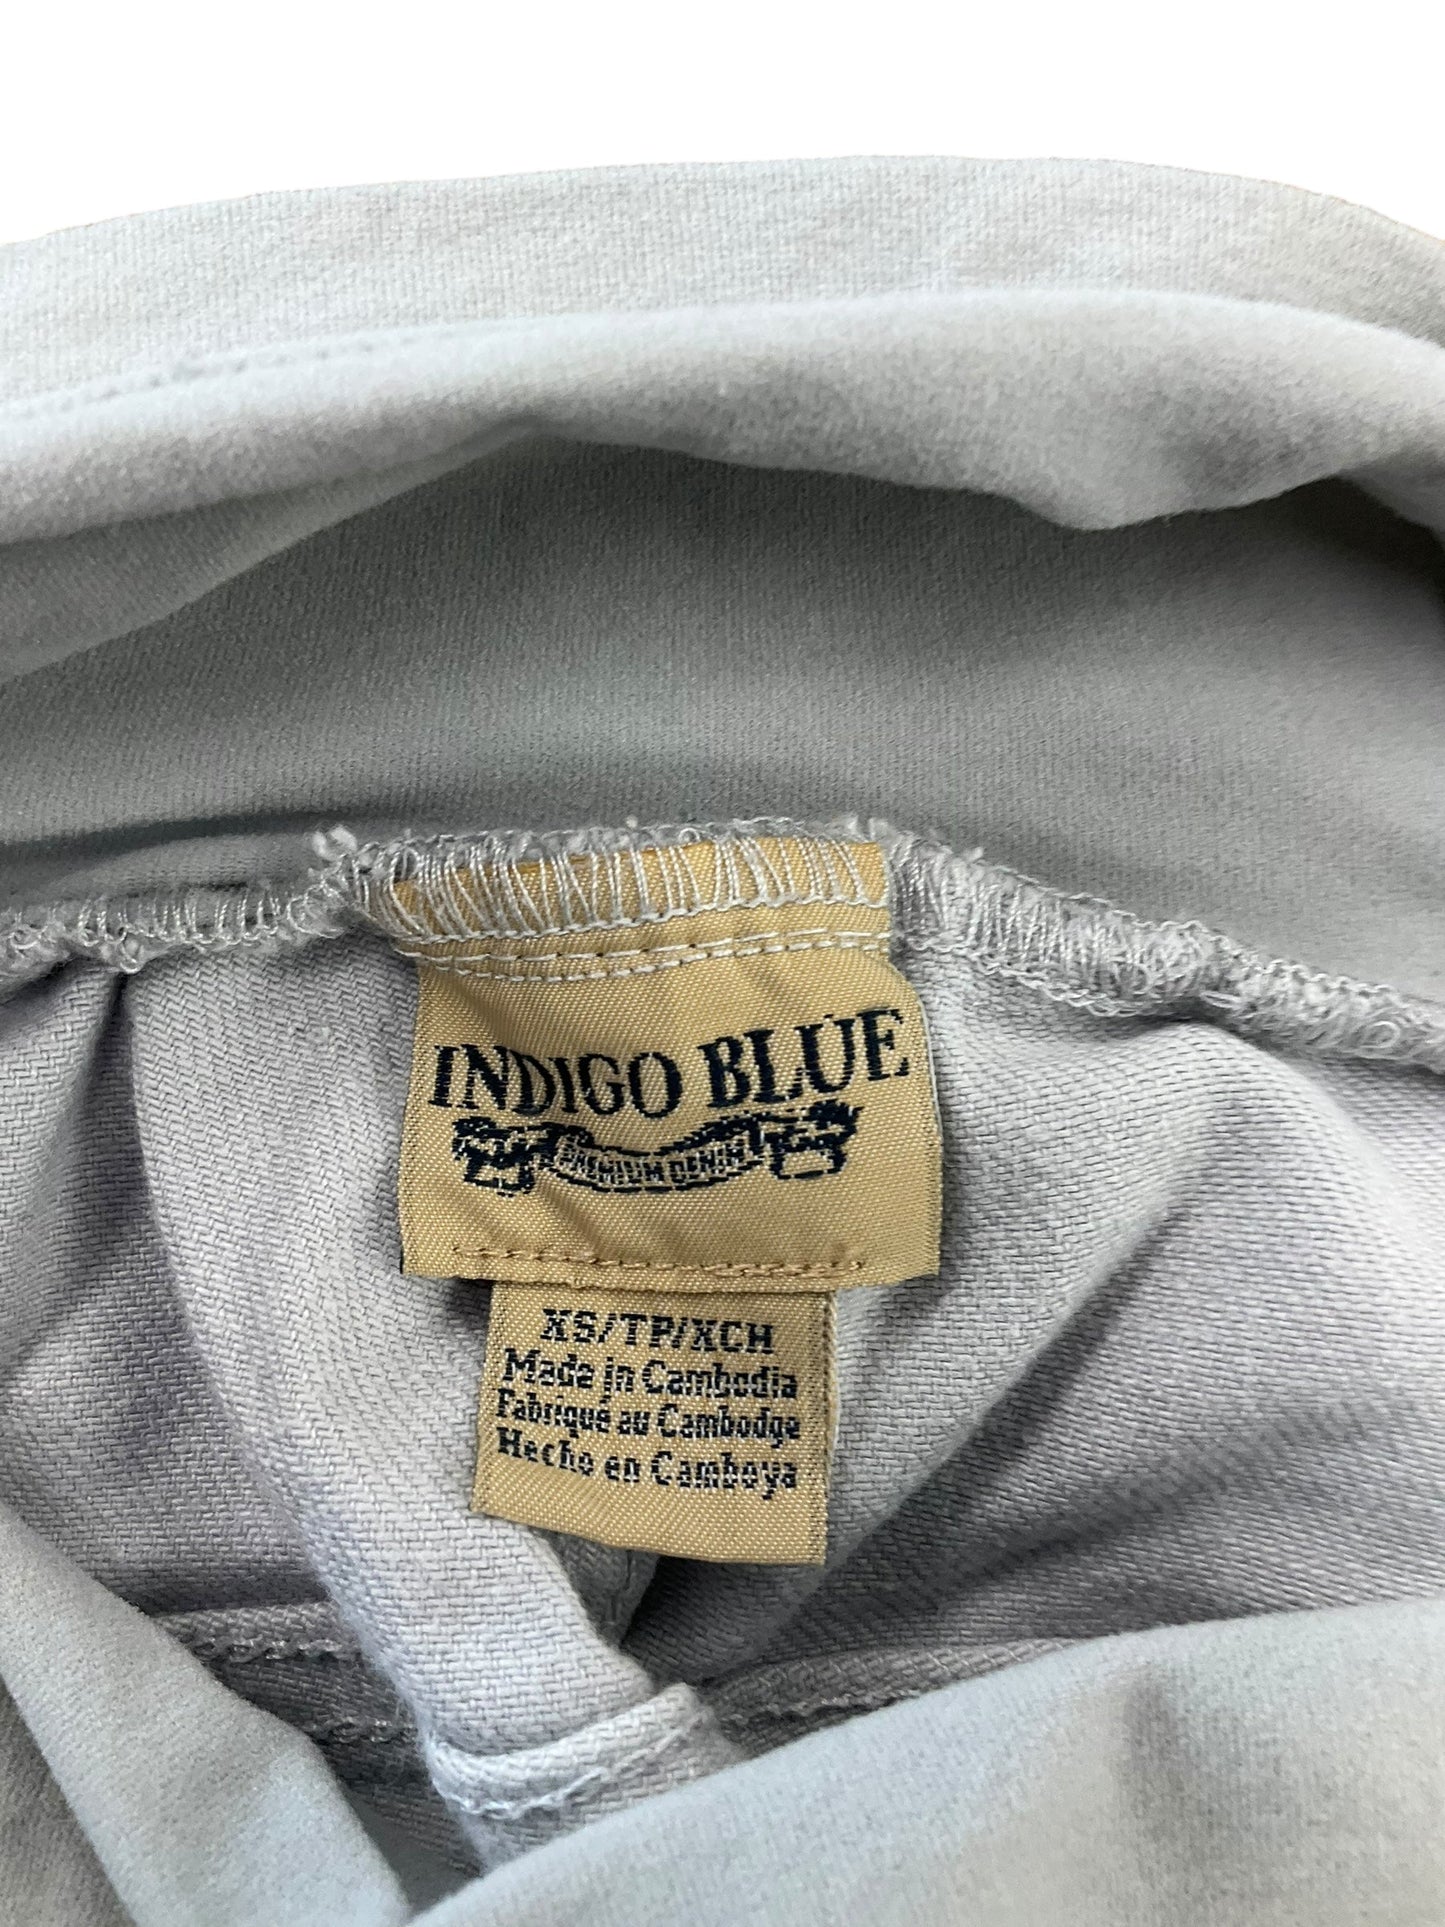 INDIGO BLUE
PREMIUM DENIM
XS/TP/XCH
Made in Cambodia
Fabriqué au Cambodge
Hecho en Camboya